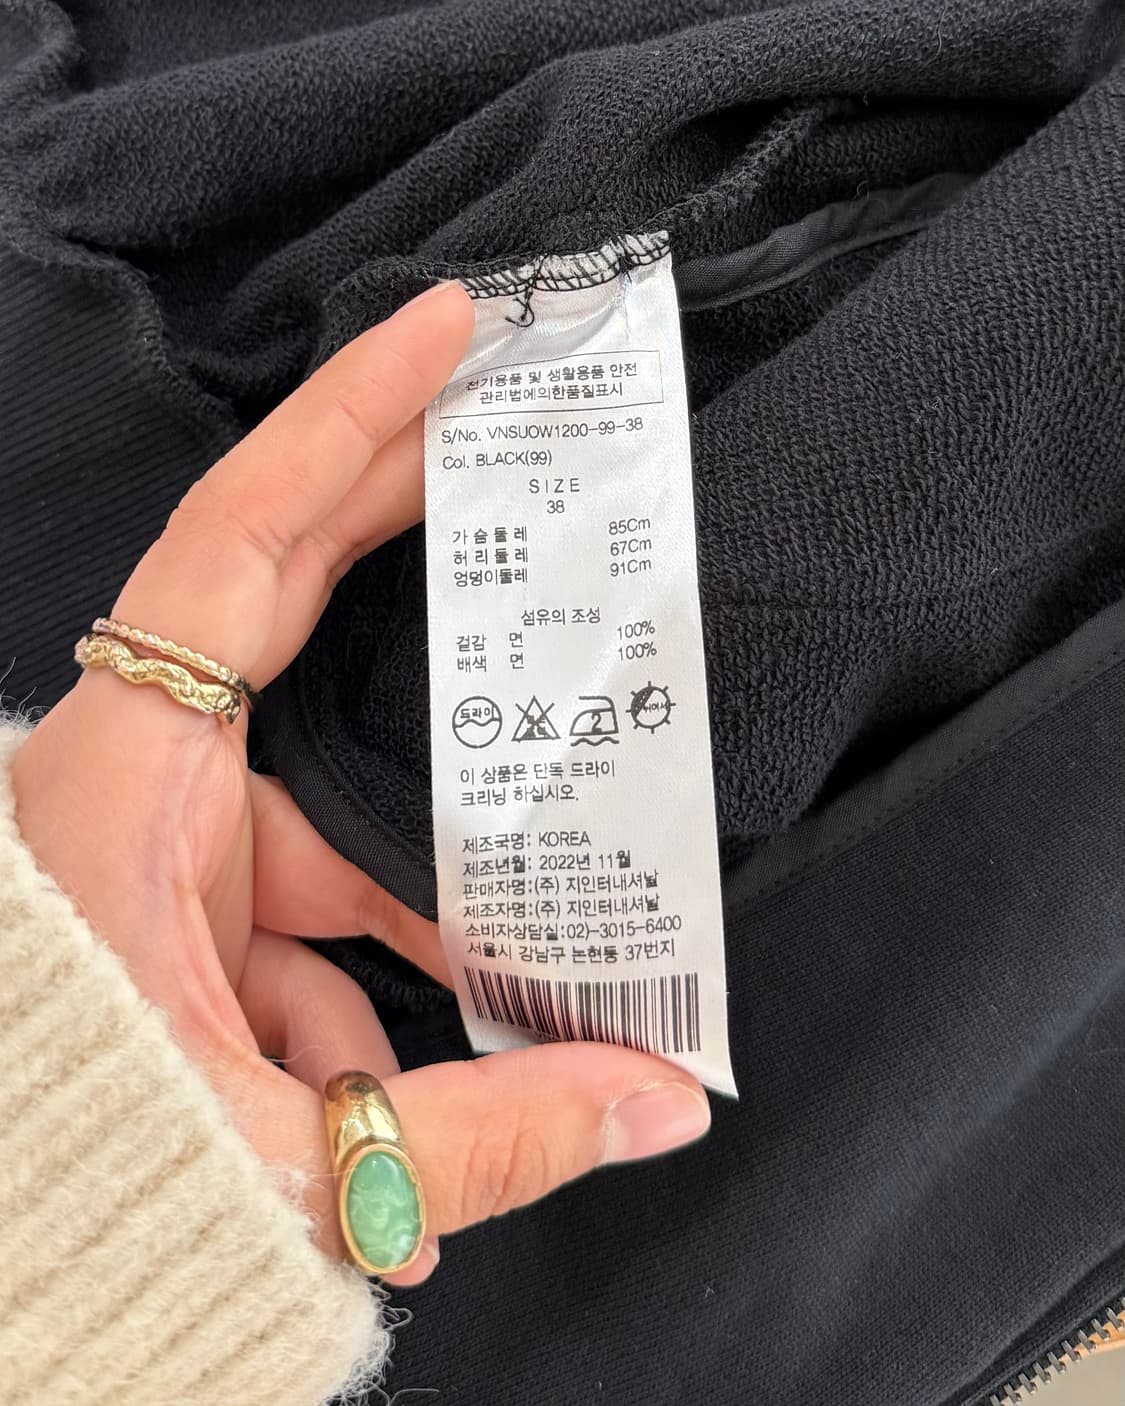 전기용품 및 생활용품 안전
관리법에의한품질표시
S/No. VNSUOW1200-99-38
Col. BLACK(99)
SIZE
38
가슴둘레 85Cm
허리둘레 67Cm
엉덩이둘레 91Cm
섬유의 조성
겉감 면 100%
배색 면 100%
드라이
2
이 상품은 단독 드라이
크리닝 하십시오.
제조국명: KOREA
제조년월: 2022년 11월
판매자명:(주) 지인터내셔날
제조자명:(주) 지인터내셔날
소비자상담실:02)-3015-6400
서울시 강남구 논현동 37번지